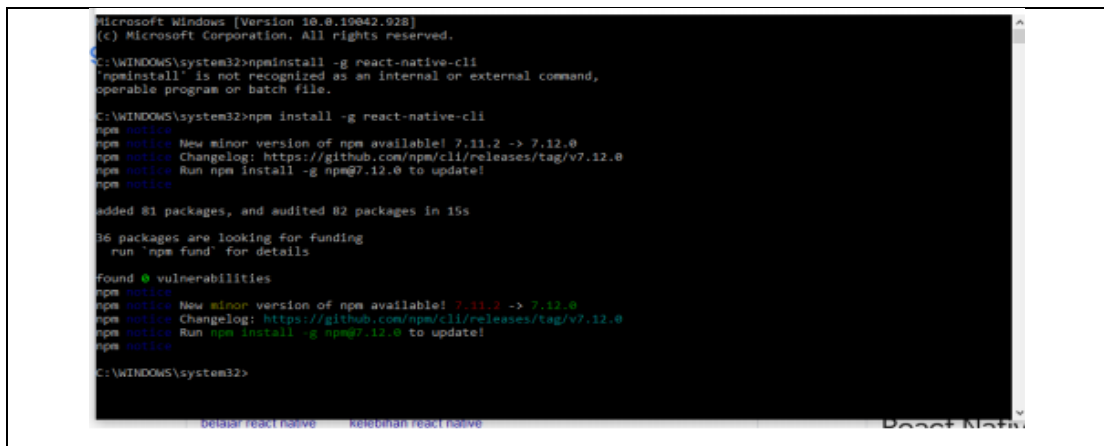 Microsoft Windows [Version 10.0.19042.928]
(c) Microsoft Corporation. All rights reserved.
C:\WINDOWS\system32>npminstall -g react-native-cli
'npminstall' is not recognized as an internal or external command,
operable program or batch file.
C:\WINDOWS\system32>npm install -g react-native-cli
npm notice
npm notice New minor version of npm available! 7.11.2 -> 7.12.0
npm notice Changelog: https://github.com/npm/cli/releases/tag/v7.12.0
npm notice Run npm install -g npm@7.12.0 to update!
npm notice
added 81 packages, and audited 82 packages in 15s
36 packages are looking for funding
run `npm fund` for details
found 0 vulnerabilities
npm notice
npm notice New minor version of npm available! 7.11.2 -> 7.12.0
npm notice Changelog: https://github.com/npm/cli/releases/tag/v7.12.0
npm notice Run npm install -g npm@7.12.0 to update!
npm notice
C:\WINDOWS\system32>
belajar react native kelebihan react native
React Native